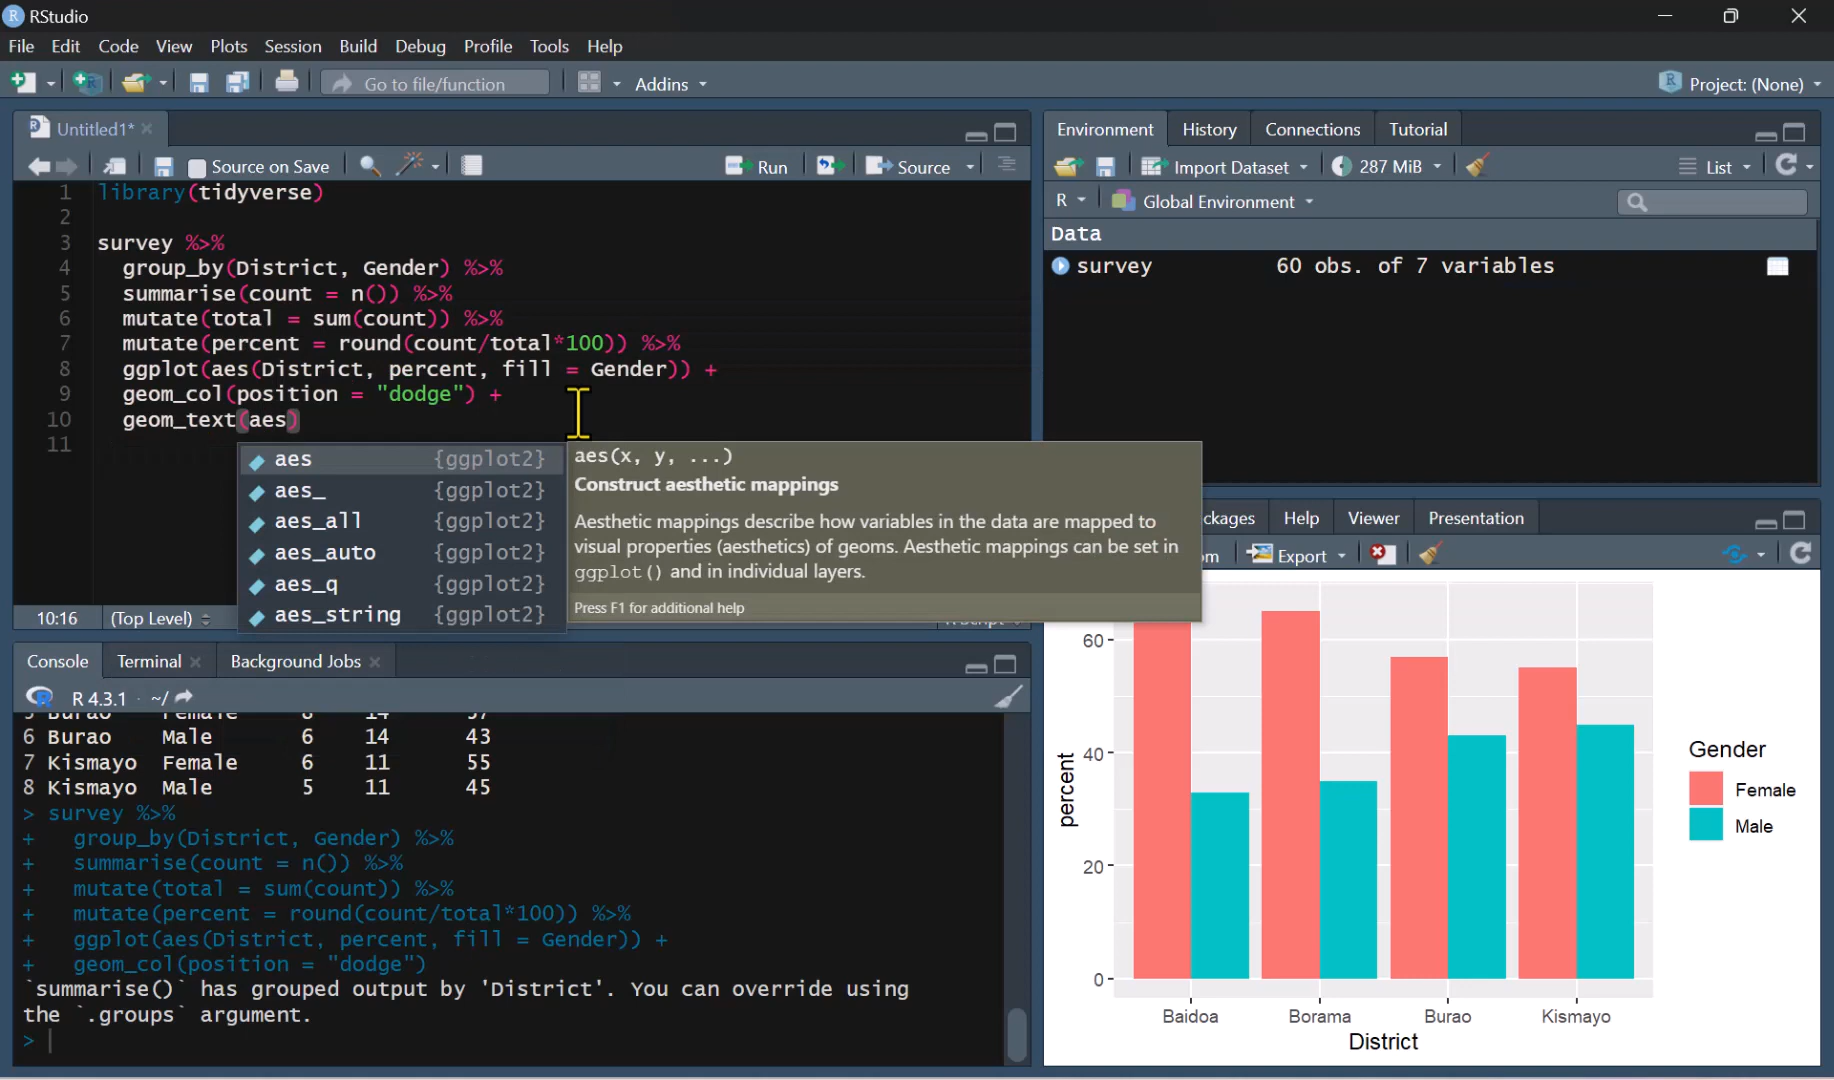 RStudio
File Edit Code View Plots Session Build Debug Profile Tools Help
Go to file/function Addins Project: (None)
Untitled1*
Source on Save Run Source
1 library(tidyverse)
2
3 survey %>%
4 group_by(District, Gender) %>%
5 summarise(count = n()) %>%
6 mutate(total = sum(count)) %>%
7 mutate(percent = round(count/total*100)) %>%
8 ggplot(aes(District, percent, fill = Gender)) +
9 geom_col(position = "dodge") +
10 geom_text(aes)
11
aes {ggplot2}
aes_ {ggplot2}
aes_all {ggplot2}
aes_auto {ggplot2}
aes_q {ggplot2}
aes_string {ggplot2}
aes(x, y, ...)
Construct aesthetic mappings
Aesthetic mappings describe how variables in the data are mapped to
visual properties (aesthetics) of geoms. Aesthetic mappings can be set in
ggplot() and in individual layers.
Press F1 for additional help
10:16 (Top Level)
Console Terminal Background Jobs
R 4.3.1 · ~/
6 Burao Male 6 14 43
7 Kismayo Female 6 11 55
8 Kismayo Male 5 11 45
> survey %>%
+ group_by(District, Gender) %>%
+ summarise(count = n()) %>%
+ mutate(total = sum(count)) %>%
+ mutate(percent = round(count/total*100)) %>%
+ ggplot(aes(District, percent, fill = Gender)) +
+ geom_col(position = "dodge")
`summarise()` has grouped output by 'District'. You can override using
the `.groups` argument.
>
Environment History Connections Tutorial
Import Dataset 287 MiB List
R Global Environment
Data
survey 60 obs. of 7 variables
ckages Help Viewer Presentation
om Export
60
40
20
0
percent
Baidoa Borama Burao Kismayo
District
Gender
Female
Male